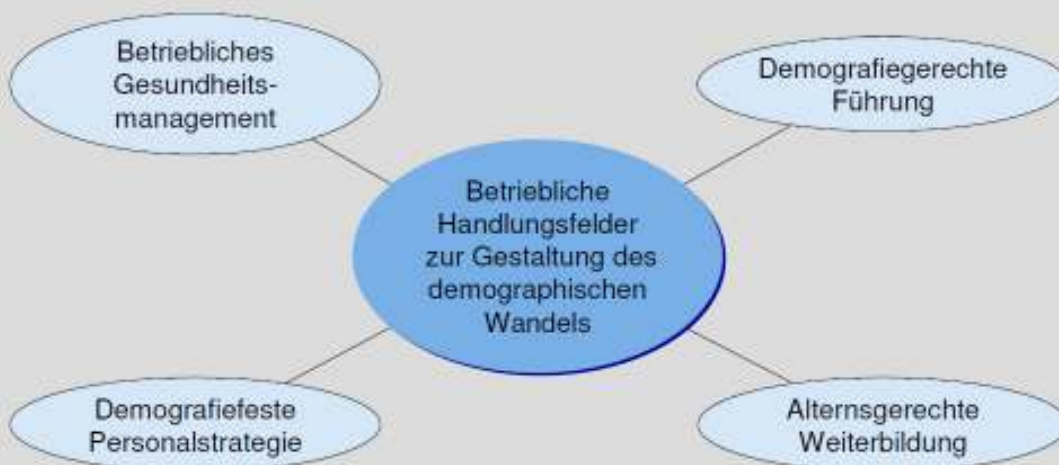 Betriebliches
Gesundheits-
management
Demografiegerechte
Führung
Betriebliche
Handlungsfelder
zur Gestaltung des
demographischen
Wandels
Demografiefeste
Personalstrategie
Alternsgerechte
Weiterbildung